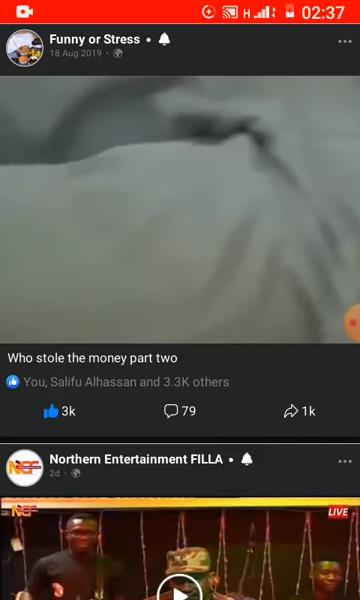 H 02:37
Funny or Stress •
18 Aug 2019 •
Who stole the money part two
You, Salifu Alhassan and 3.3K others
3k 79 1k
Northern Entertainment FILLA •
2d •
NEF
LIVE